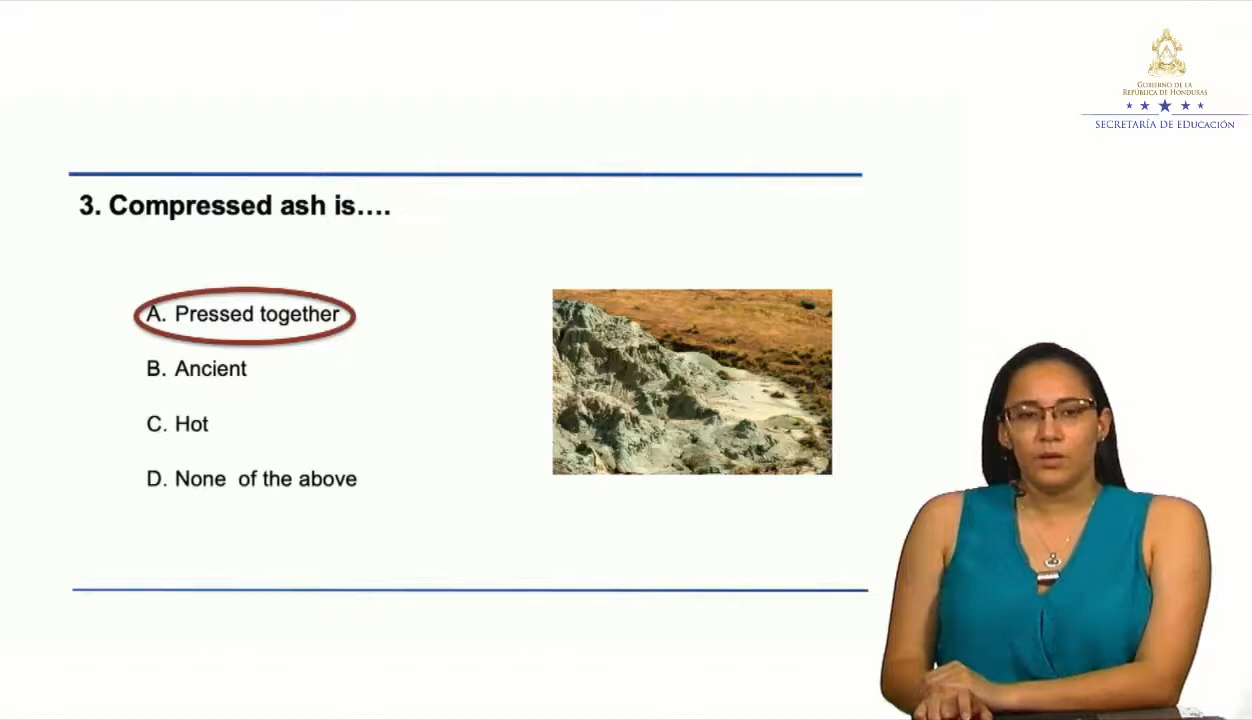 GOBIERNO DE LA
REPÚBLICA DE HONDURAS
SECRETARÍA DE EDUCACIÓN
3. Compressed ash is....
A. Pressed together
B. Ancient
C. Hot
D. None of the above